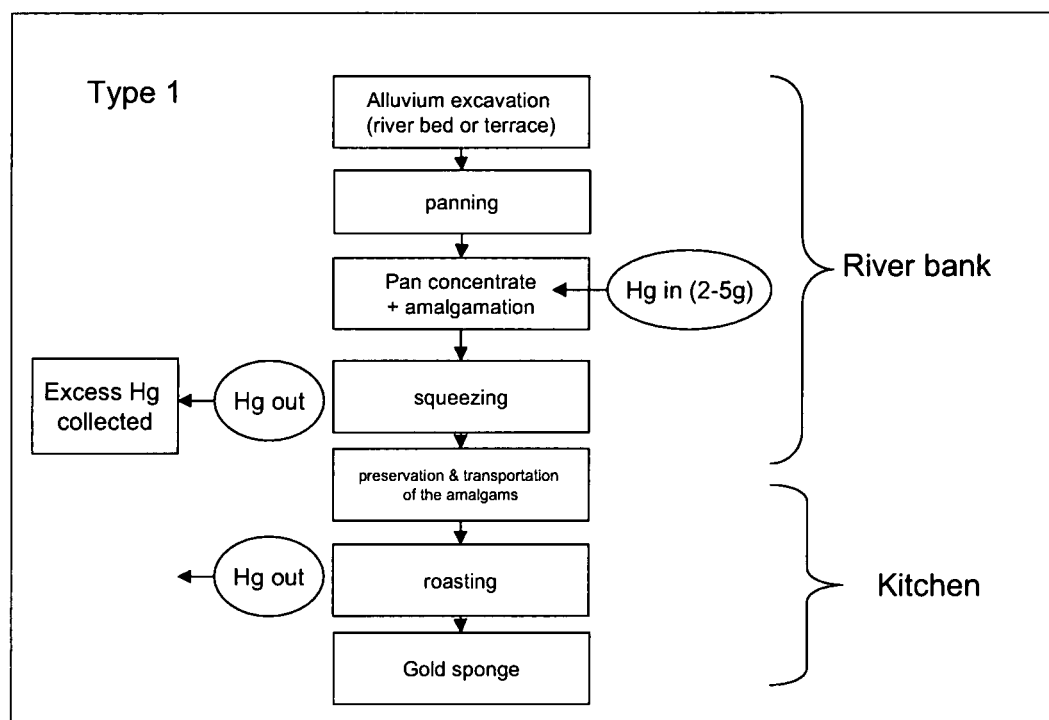 Type 1
Alluvium excavation
(river bed or terrace)
panning
Pan concentrate
+ amalgamation
Hg in (2-5g)
River bank
Excess Hg
collected
Hg out
squeezing
preservation & transportation
of the amalgams
Hg out
roasting
Kitchen
Gold sponge